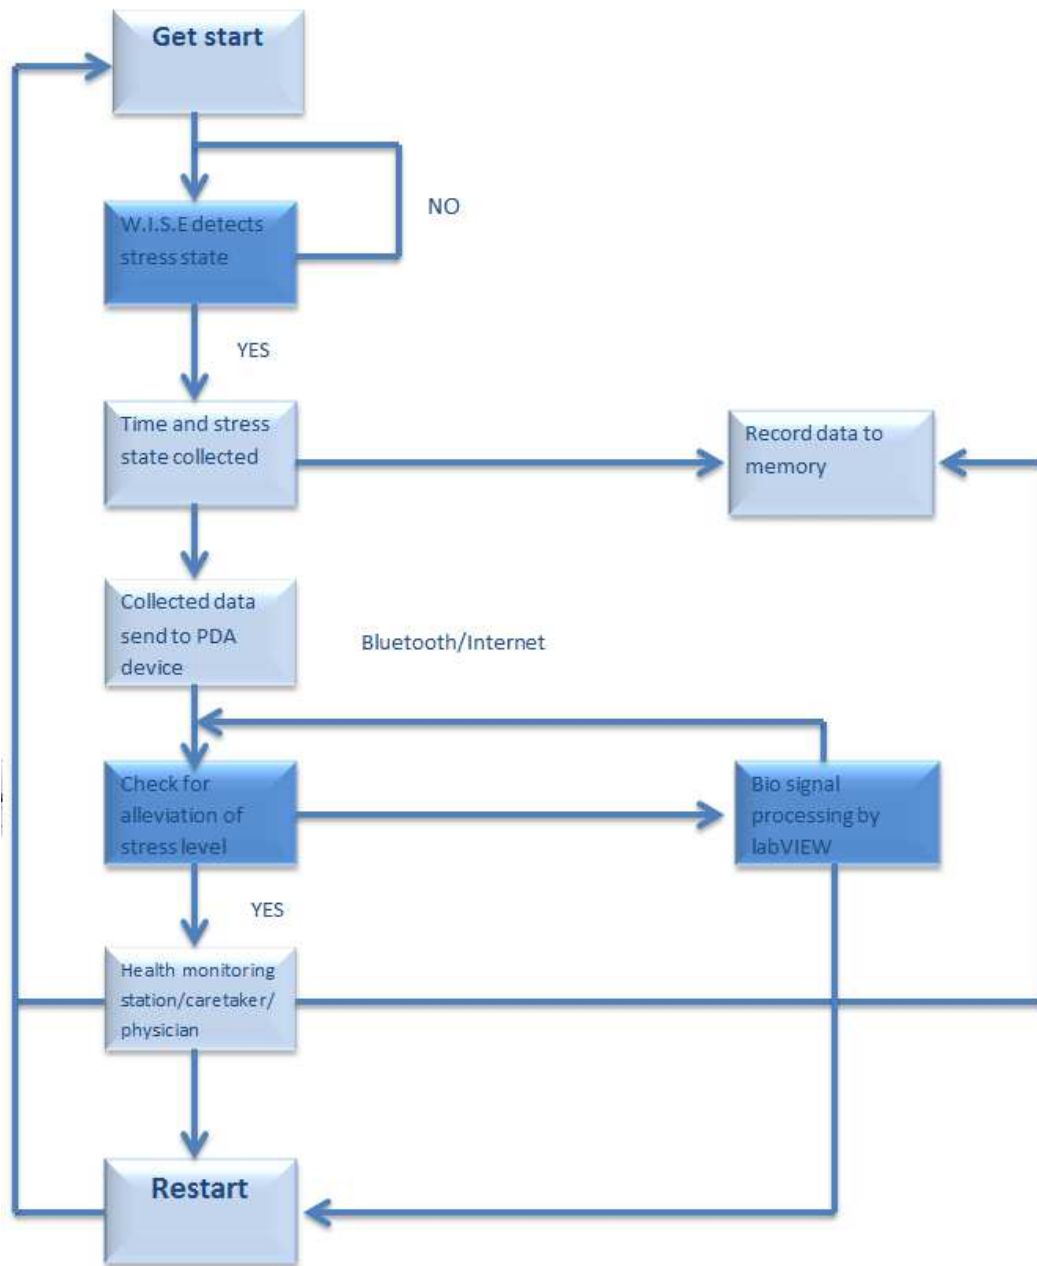 Get start
W.I.S.E detects
stress state
NO
YES
Time and stress
state collected
Record data to
memory
Collected data
send to PDA
device
Bluetooth/Internet
Check for
alleviation of
stress level
Bio signal
processing by
labVIEW
YES
Health monitoring
station/caretaker/
physician
Restart